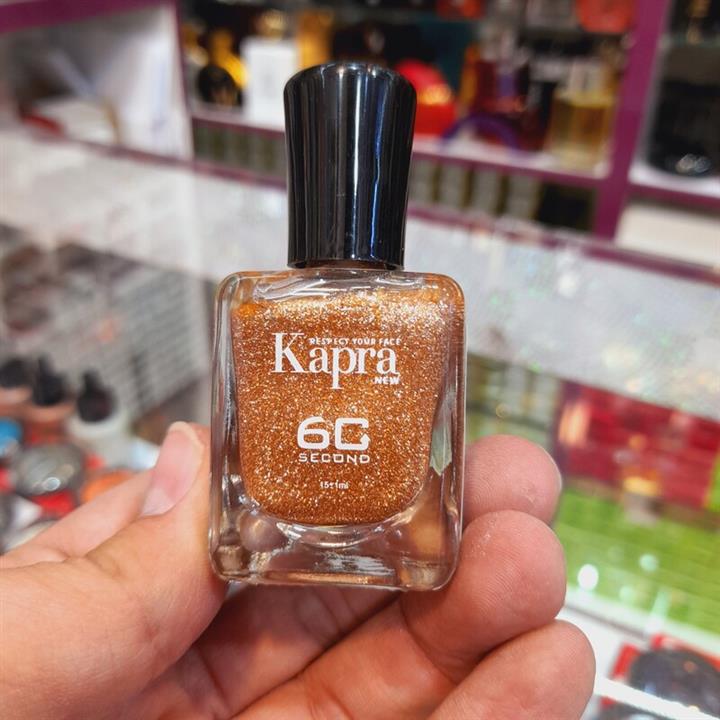 RESPECT YOUR FACE
Kapra
NEW
60
SECOND
15±1ml